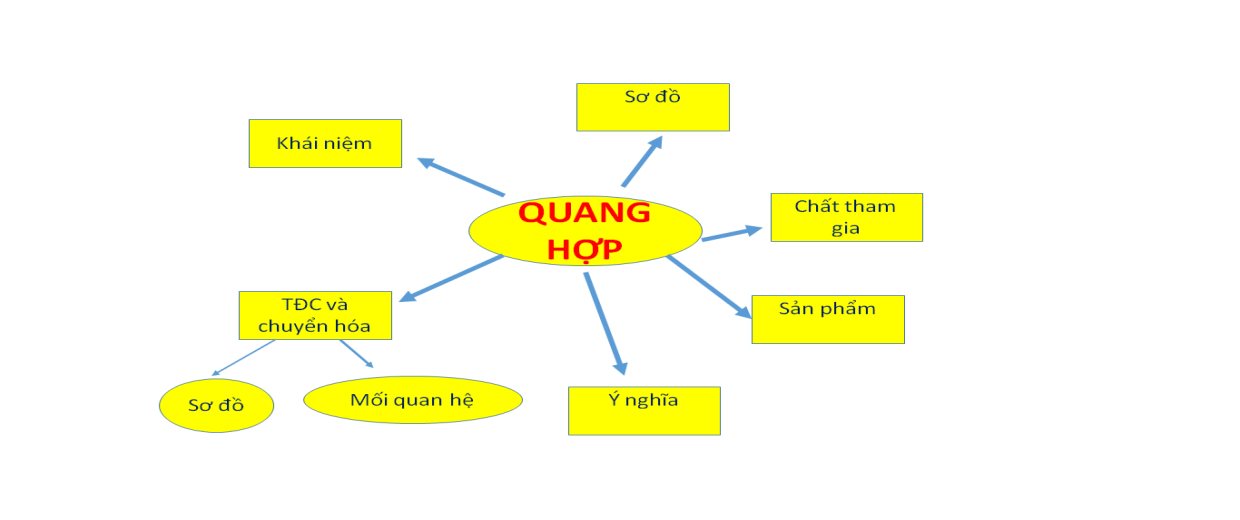 Sơ đồ
Khái niệm
QUANG
HỢP
Chất tham
gia
TĐC và
chuyển hóa
Sản phẩm
Sơ đồ
Mối quan hệ
Ý nghĩa